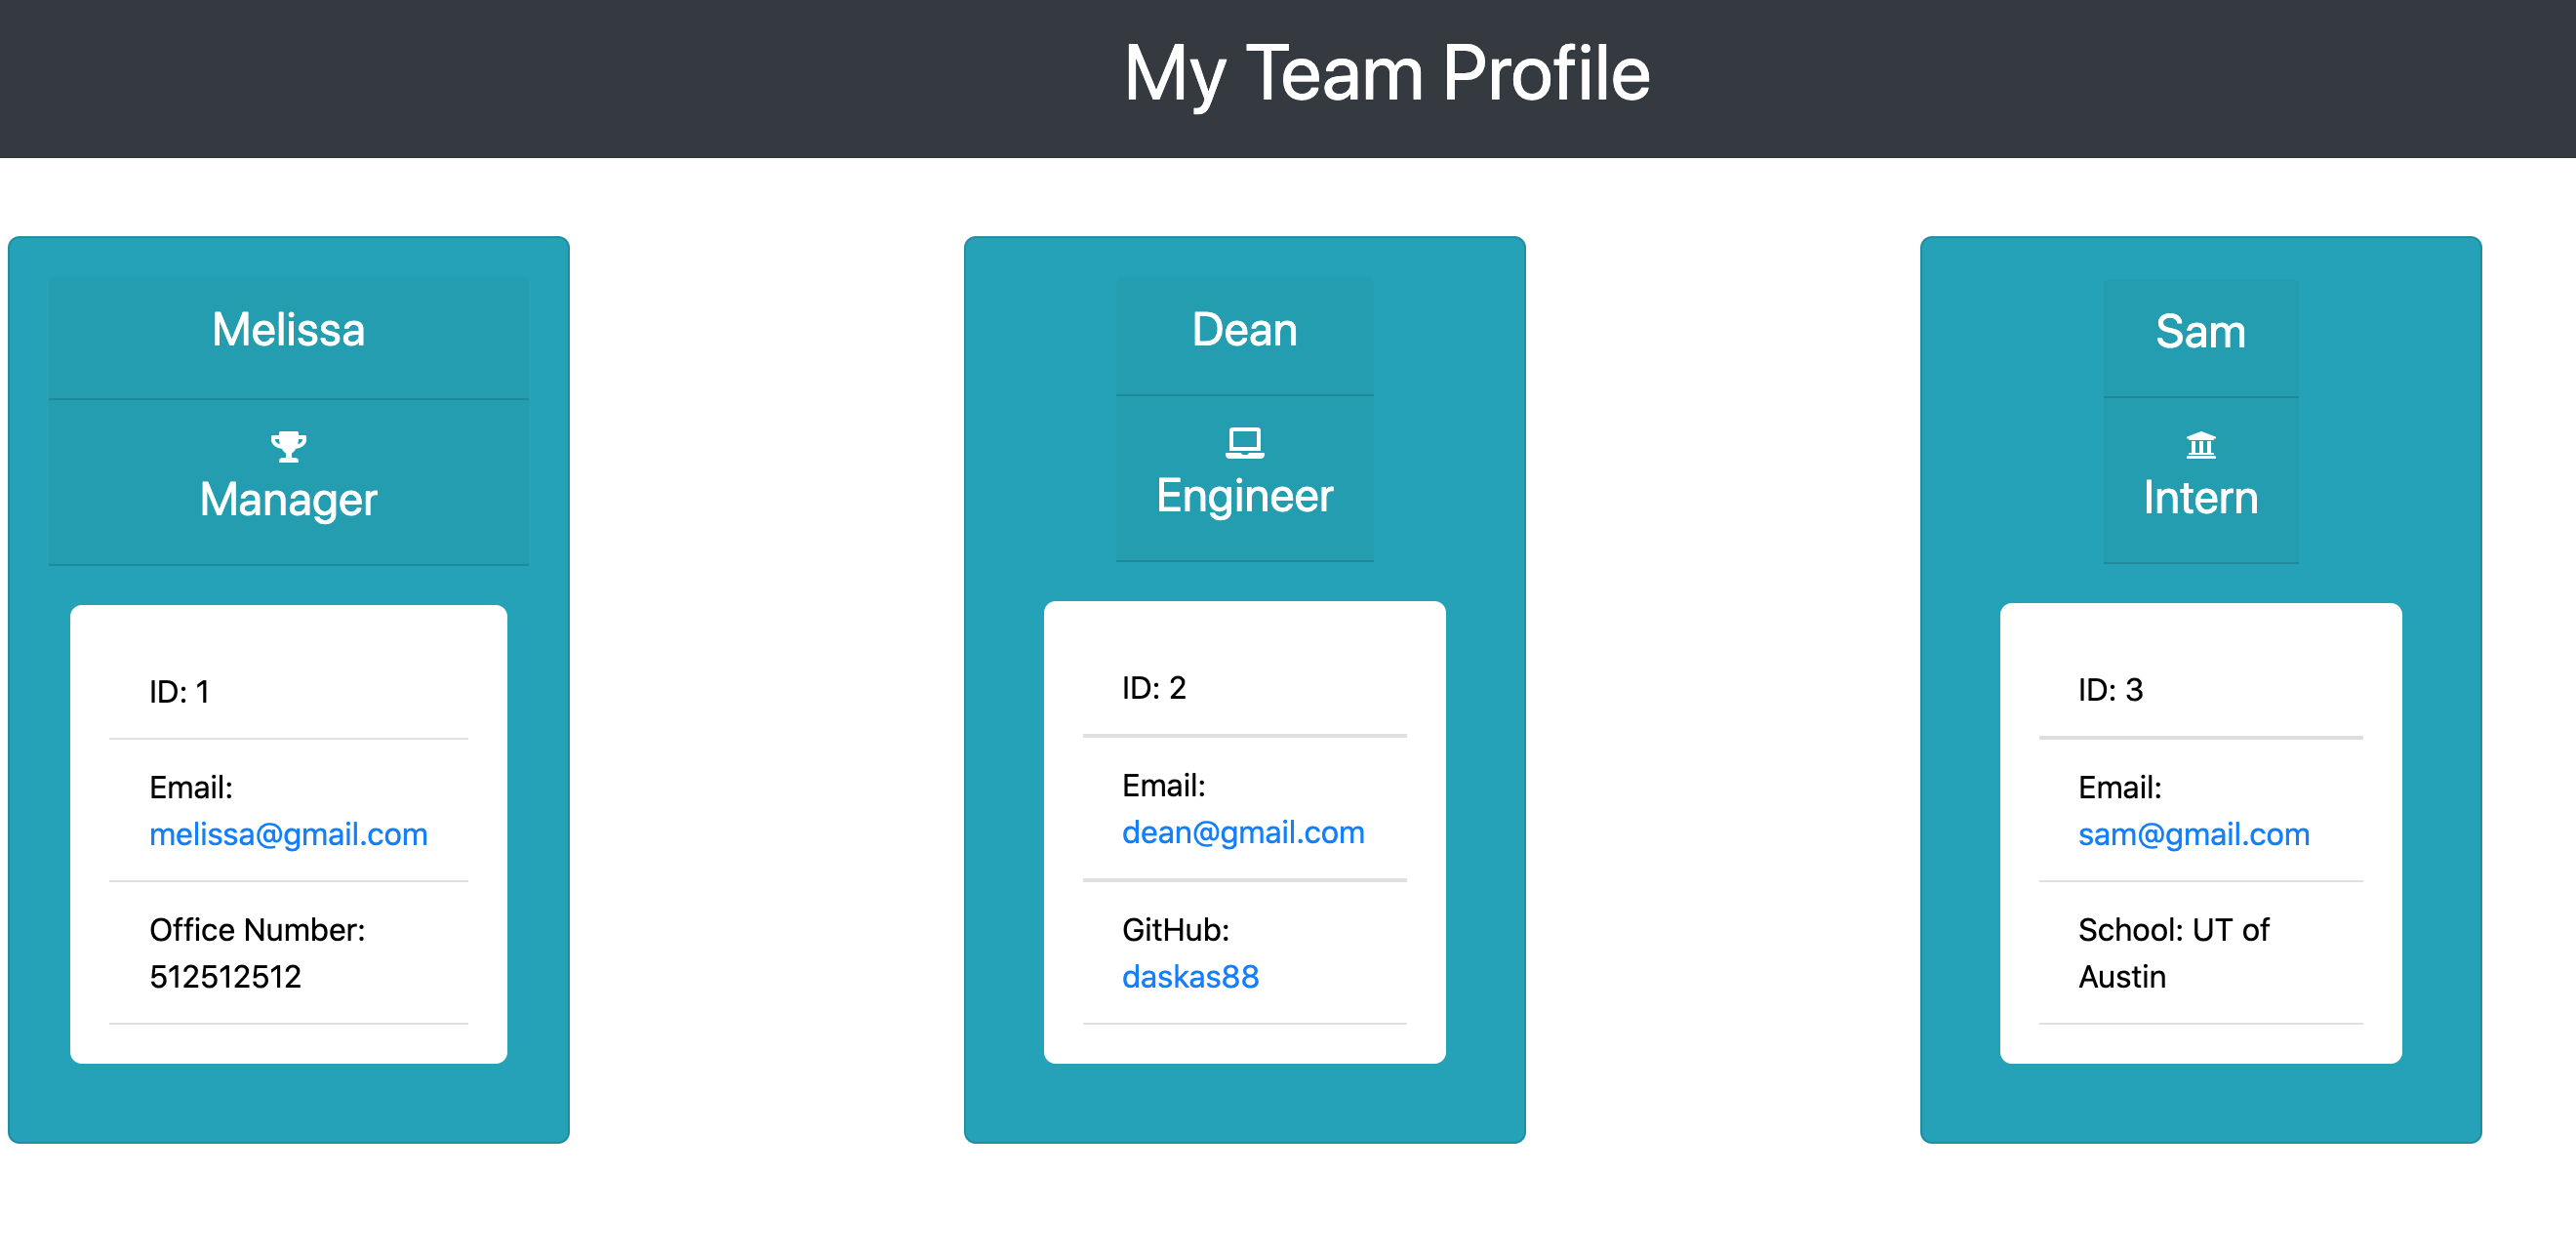 My Team Profile
Melissa
Manager
ID: 1
Email:
melissa@gmail.com
Office Number:
512512512
Dean
Engineer
ID: 2
Email:
dean@gmail.com
GitHub:
daskas88
Sam
Intern
ID: 3
Email:
sam@gmail.com
School: UT of
Austin